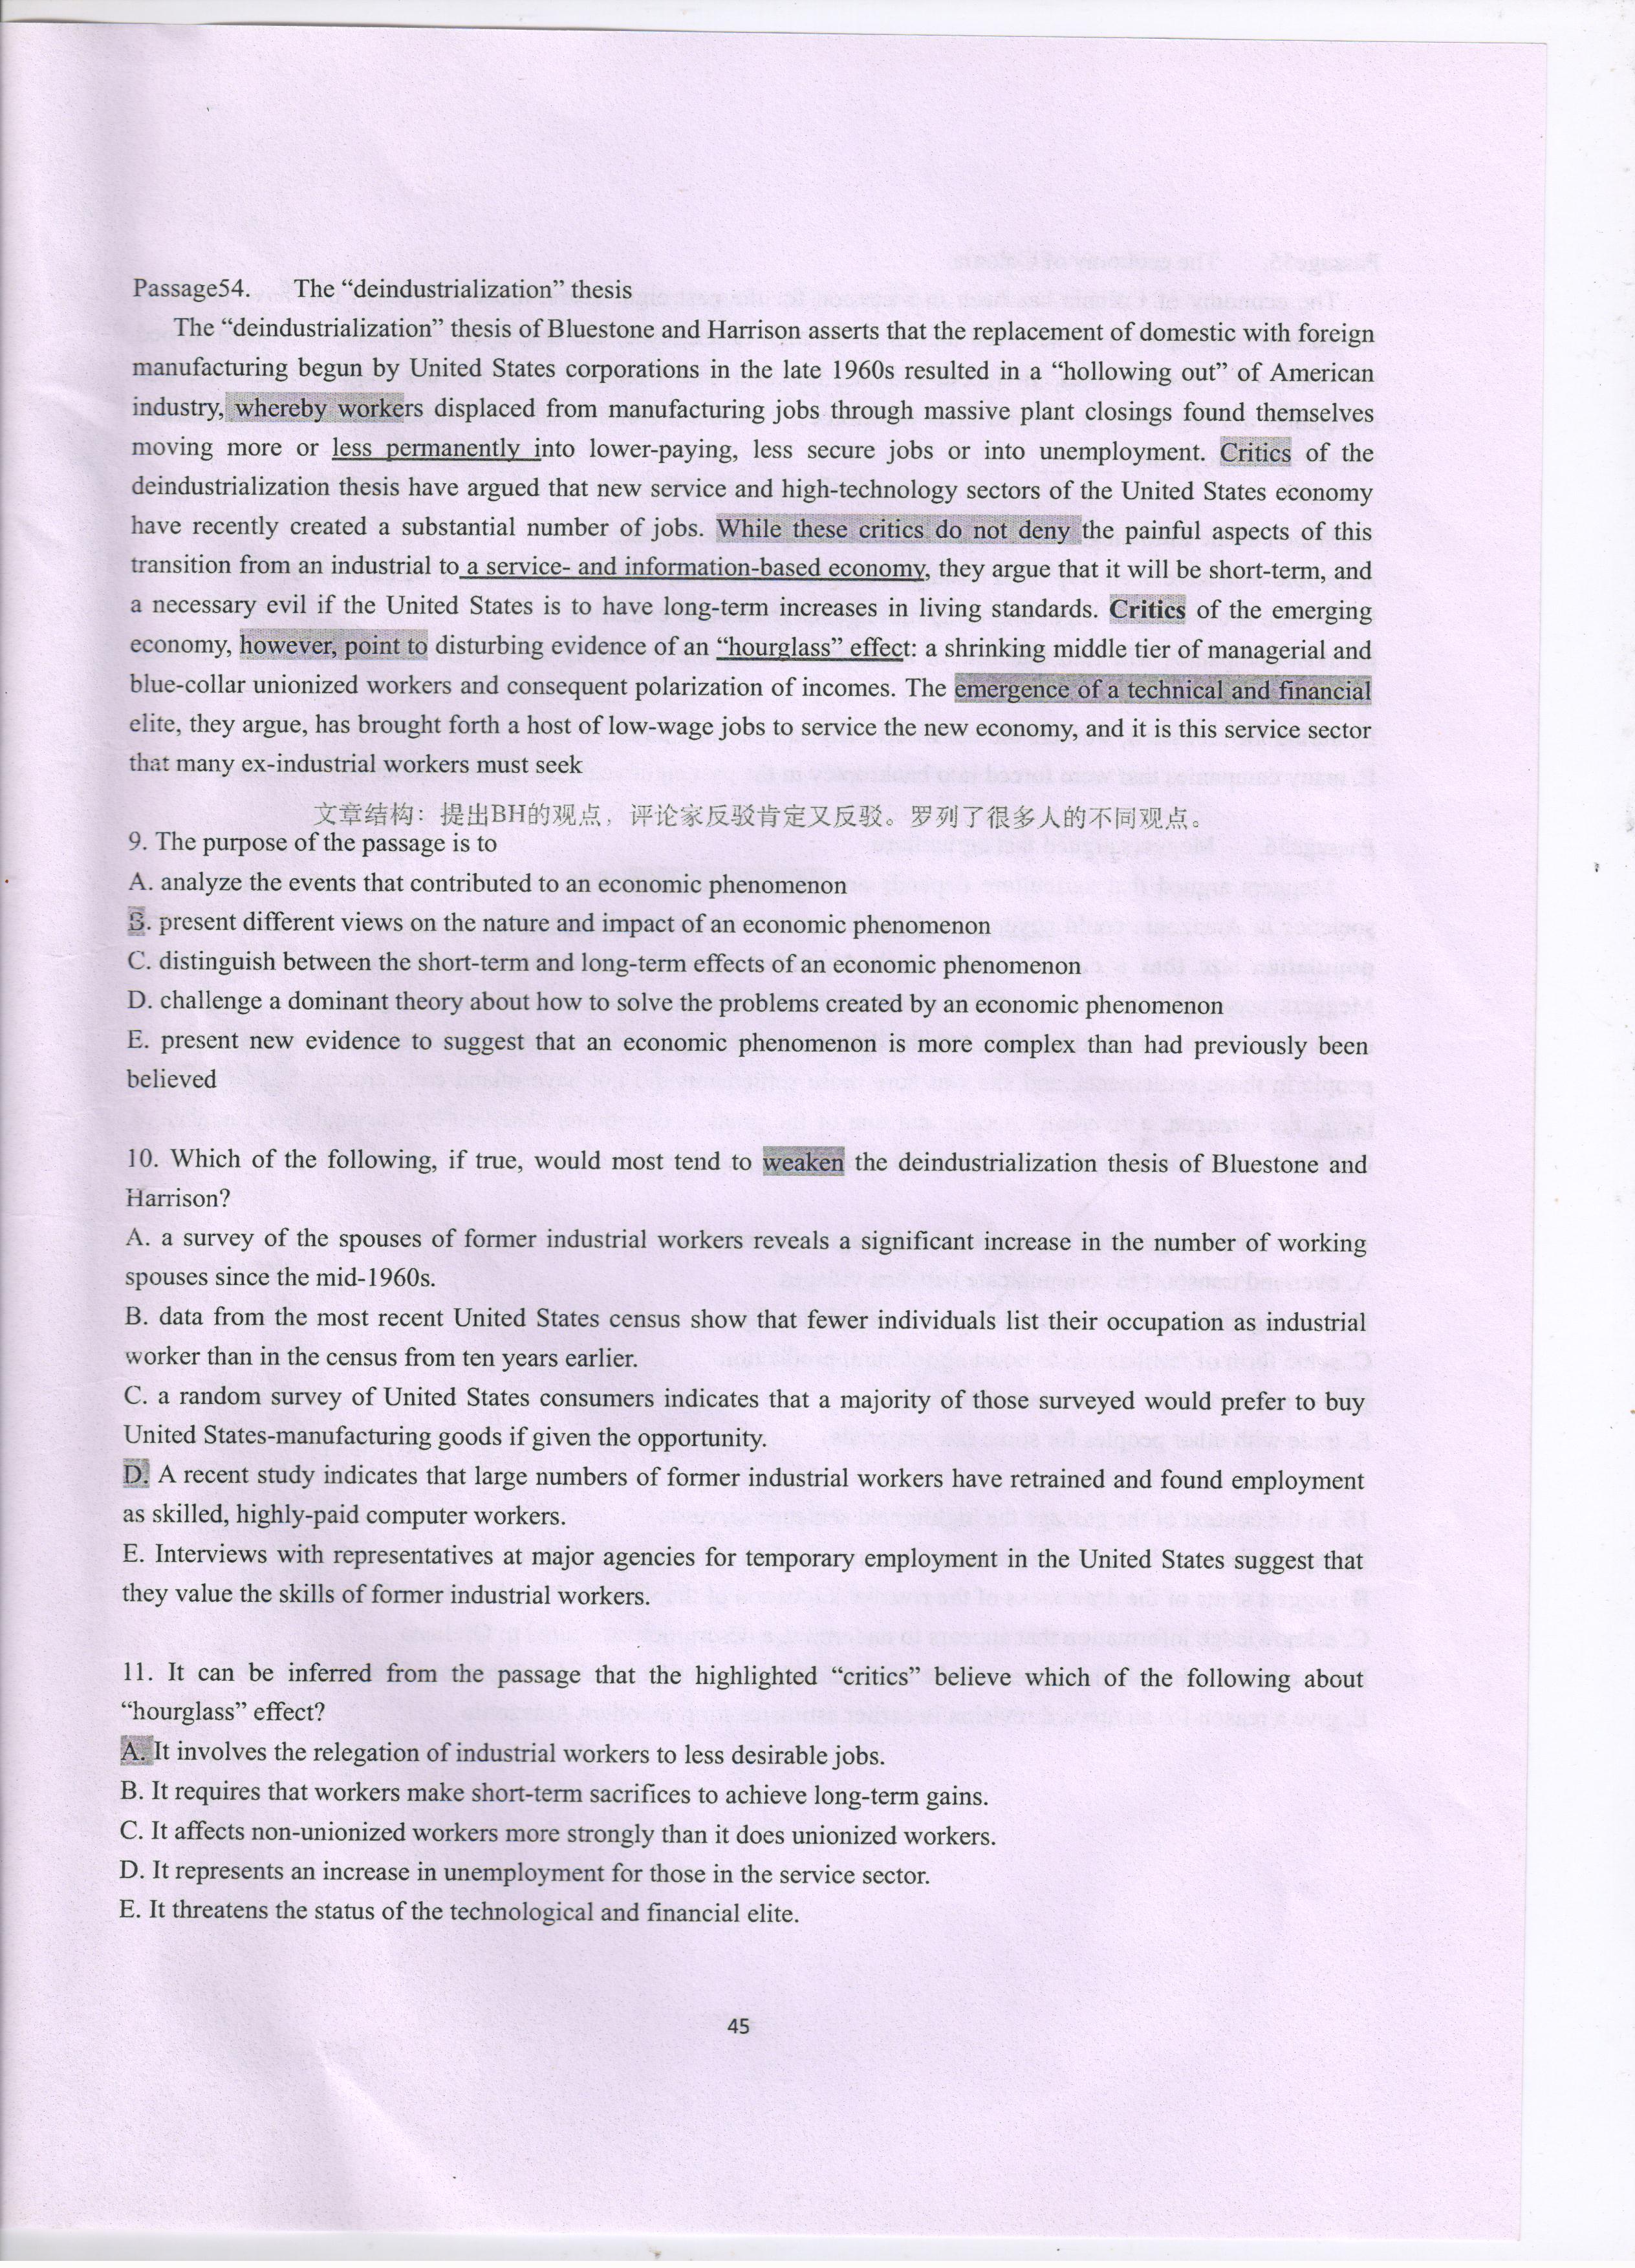 Passage54. The “deindustrialization” thesis
The “deindustrialization” thesis of Bluestone and Harrison asserts that the replacement of domestic with foreign
manufacturing begun by United States corporations in the late 1960s resulted in a “hollowing out” of American
industry, whereby workers displaced from manufacturing jobs through massive plant closings found themselves
moving more or less permanently into lower-paying, less secure jobs or into unemployment. Critics of the
deindustrialization thesis have argued that new service and high-technology sectors of the United States economy
have recently created a substantial number of jobs. While these critics do not deny the painful aspects of this
transition from an industrial to a service- and information-based economy, they argue that it will be short-term, and
a necessary evil if the United States is to have long-term increases in living standards. Critics of the emerging
economy, however, point to disturbing evidence of an “hourglass” effect: a shrinking middle tier of managerial and
blue-collar unionized workers and consequent polarization of incomes. The emergence of a technical and financial
elite, they argue, has brought forth a host of low-wage jobs to service the new economy, and it is this service sector
that many ex-industrial workers must seek
文章结构：提出BH的观点，评论家反驳肯定又反驳。罗列了很多人的不同观点。
9. The purpose of the passage is to
A. analyze the events that contributed to an economic phenomenon
B. present different views on the nature and impact of an economic phenomenon
C. distinguish between the short-term and long-term effects of an economic phenomenon
D. challenge a dominant theory about how to solve the problems created by an economic phenomenon
E. present new evidence to suggest that an economic phenomenon is more complex than had previously been
believed
10. Which of the following, if true, would most tend to weaken the deindustrialization thesis of Bluestone and
Harrison?
A. a survey of the spouses of former industrial workers reveals a significant increase in the number of working
spouses since the mid-1960s.
B. data from the most recent United States census show that fewer individuals list their occupation as industrial
worker than in the census from ten years earlier.
C. a random survey of United States consumers indicates that a majority of those surveyed would prefer to buy
United States-manufacturing goods if given the opportunity.
D. A recent study indicates that large numbers of former industrial workers have retrained and found employment
as skilled, highly-paid computer workers.
E. Interviews with representatives at major agencies for temporary employment in the United States suggest that
they value the skills of former industrial workers.
11. It can be inferred from the passage that the highlighted “critics” believe which of the following about
“hourglass” effect?
A. It involves the relegation of industrial workers to less desirable jobs.
B. It requires that workers make short-term sacrifices to achieve long-term gains.
C. It affects non-unionized workers more strongly than it does unionized workers.
D. It represents an increase in unemployment for those in the service sector.
E. It threatens the status of the technological and financial elite.
45